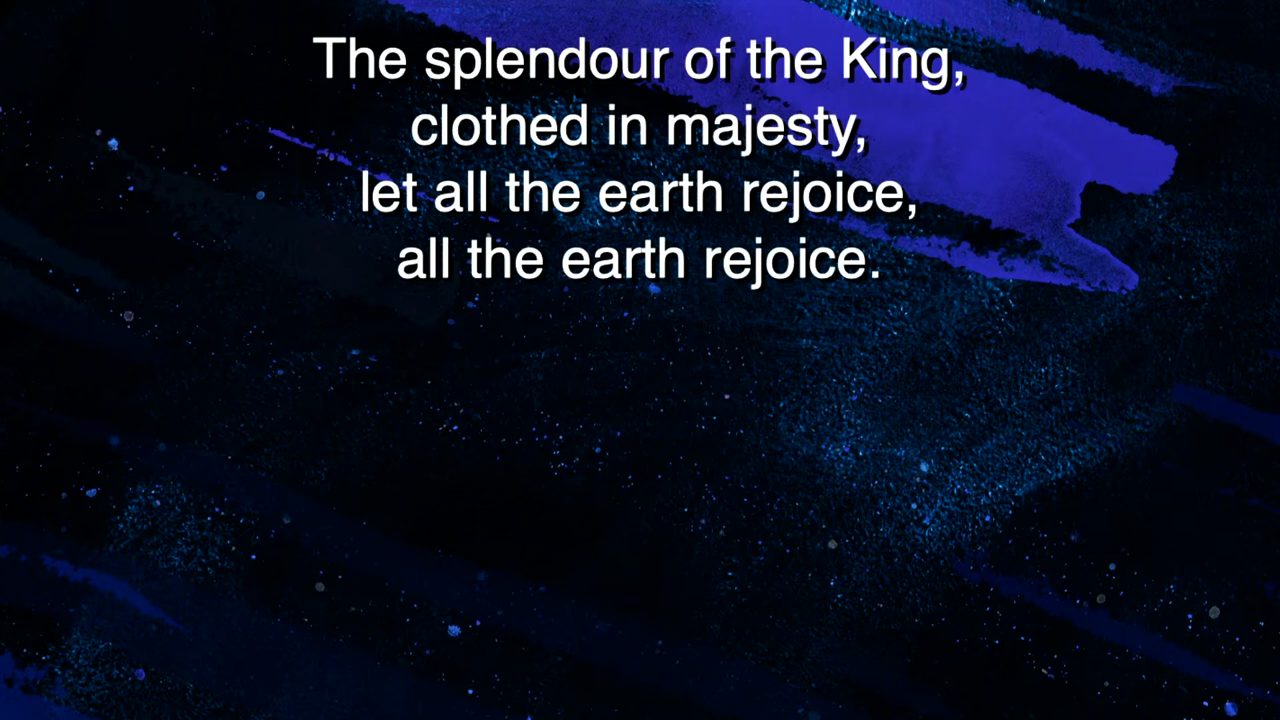 The splendour of the King,
clothed in majesty,
let all the earth rejoice,
all the earth rejoice.